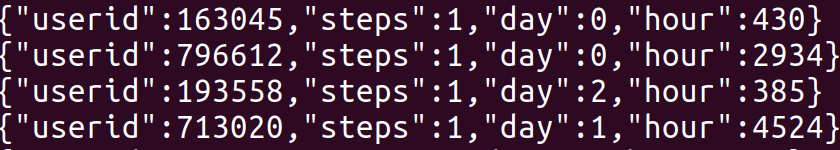 {"userid":163045,"steps":1,"day":0,"hour":430}
{"userid":796612,"steps":1,"day":0,"hour":2934}
{"userid":193558,"steps":1,"day":2,"hour":385}
{"userid":713020,"steps":1,"day":1,"hour":4524}